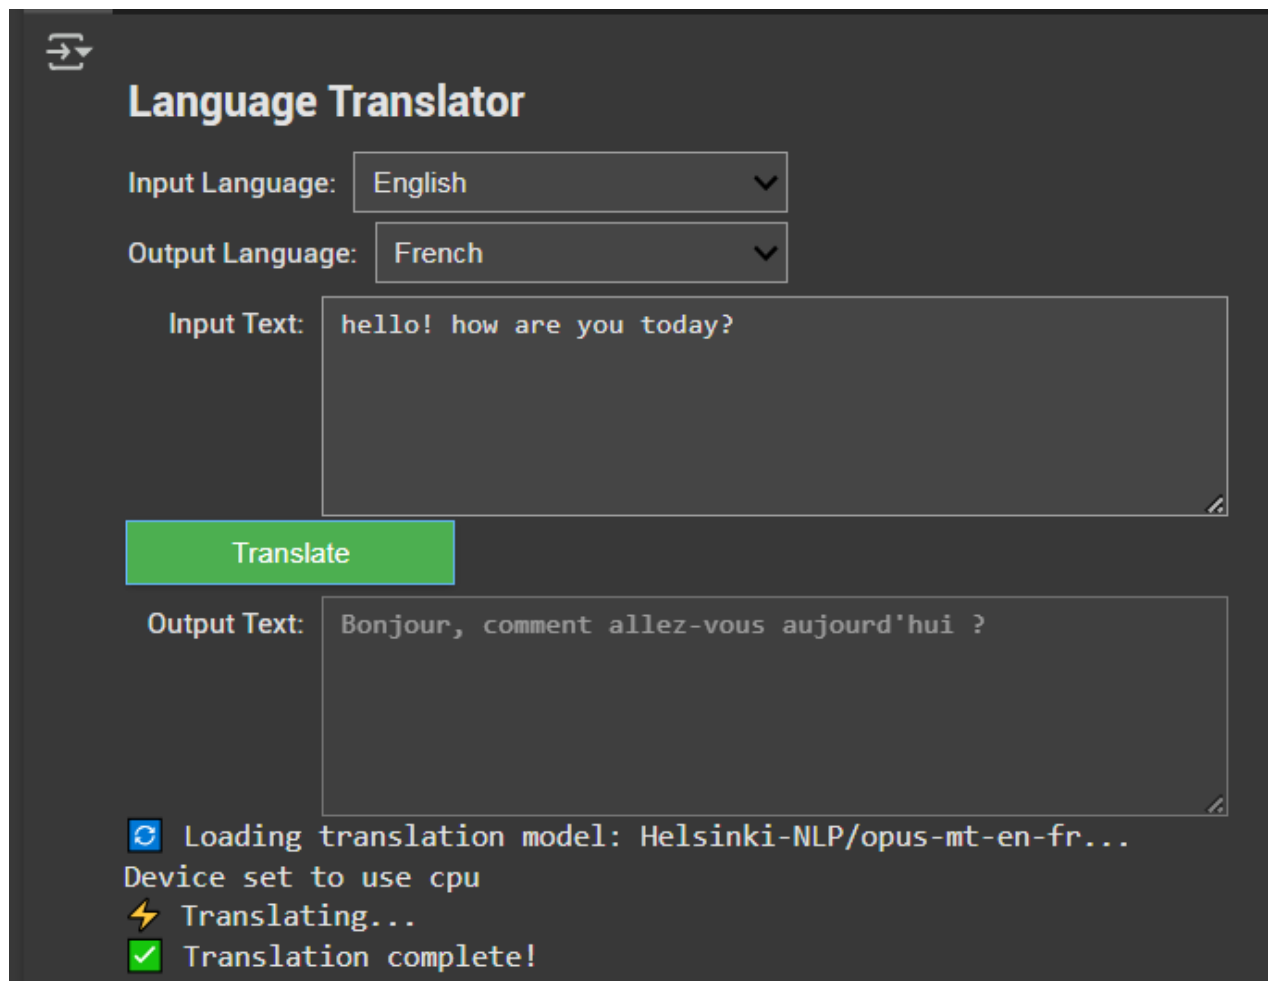 Language Translator
Input Language: English
Output Language: French
Input Text: hello! how are you today?
Translate
Output Text: Bonjour, comment allez-vous aujourd'hui ?
🔄 Loading translation model: Helsinki-NLP/opus-mt-en-fr...
Device set to use cpu
⚡ Translating...
✅ Translation complete!